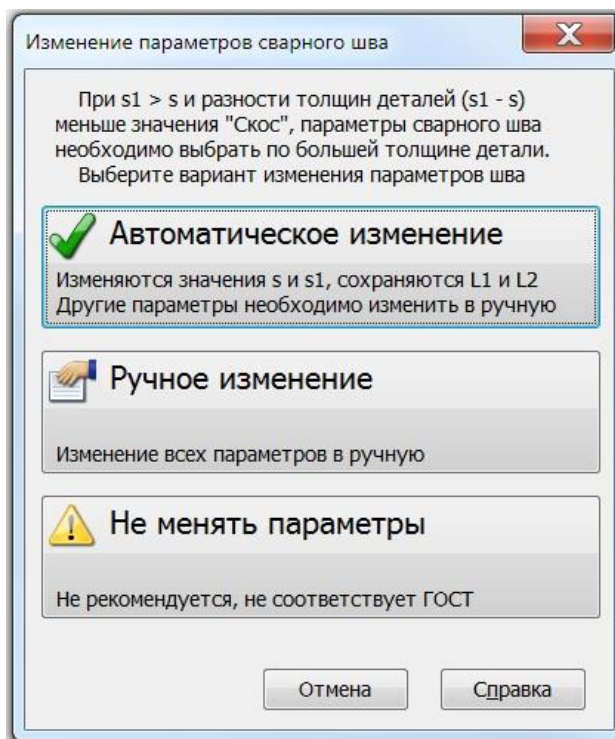 Изменение параметров сварного шва
При s1 > s и разности толщин деталей (s1 - s)
меньше значения "Скос", параметры сварного шва
необходимо выбрать по большей толщине детали.
Выберите вариант изменения параметров шва
Автоматическое изменение
Изменяются значения s и s1, сохраняются L1 и L2
Другие параметры необходимо изменить в ручную
Ручное изменение
Изменение всех параметров в ручную
Не менять параметры
Не рекомендуется, не соответствует ГОСТ
Отмена
Справка